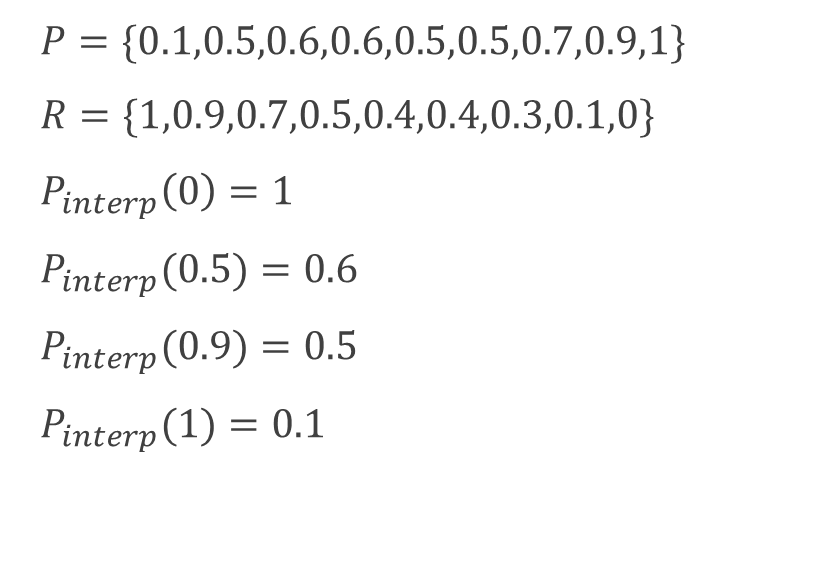 P = {0.1,0.5,0.6,0.6,0.5,0.5,0.7,0.9,1}
R = {1,0.9,0.7,0.5,0.4,0.4,0.3,0.1,0}
P_interp(0) = 1
P_interp(0.5) = 0.6
P_interp(0.9) = 0.5
P_interp(1) = 0.1